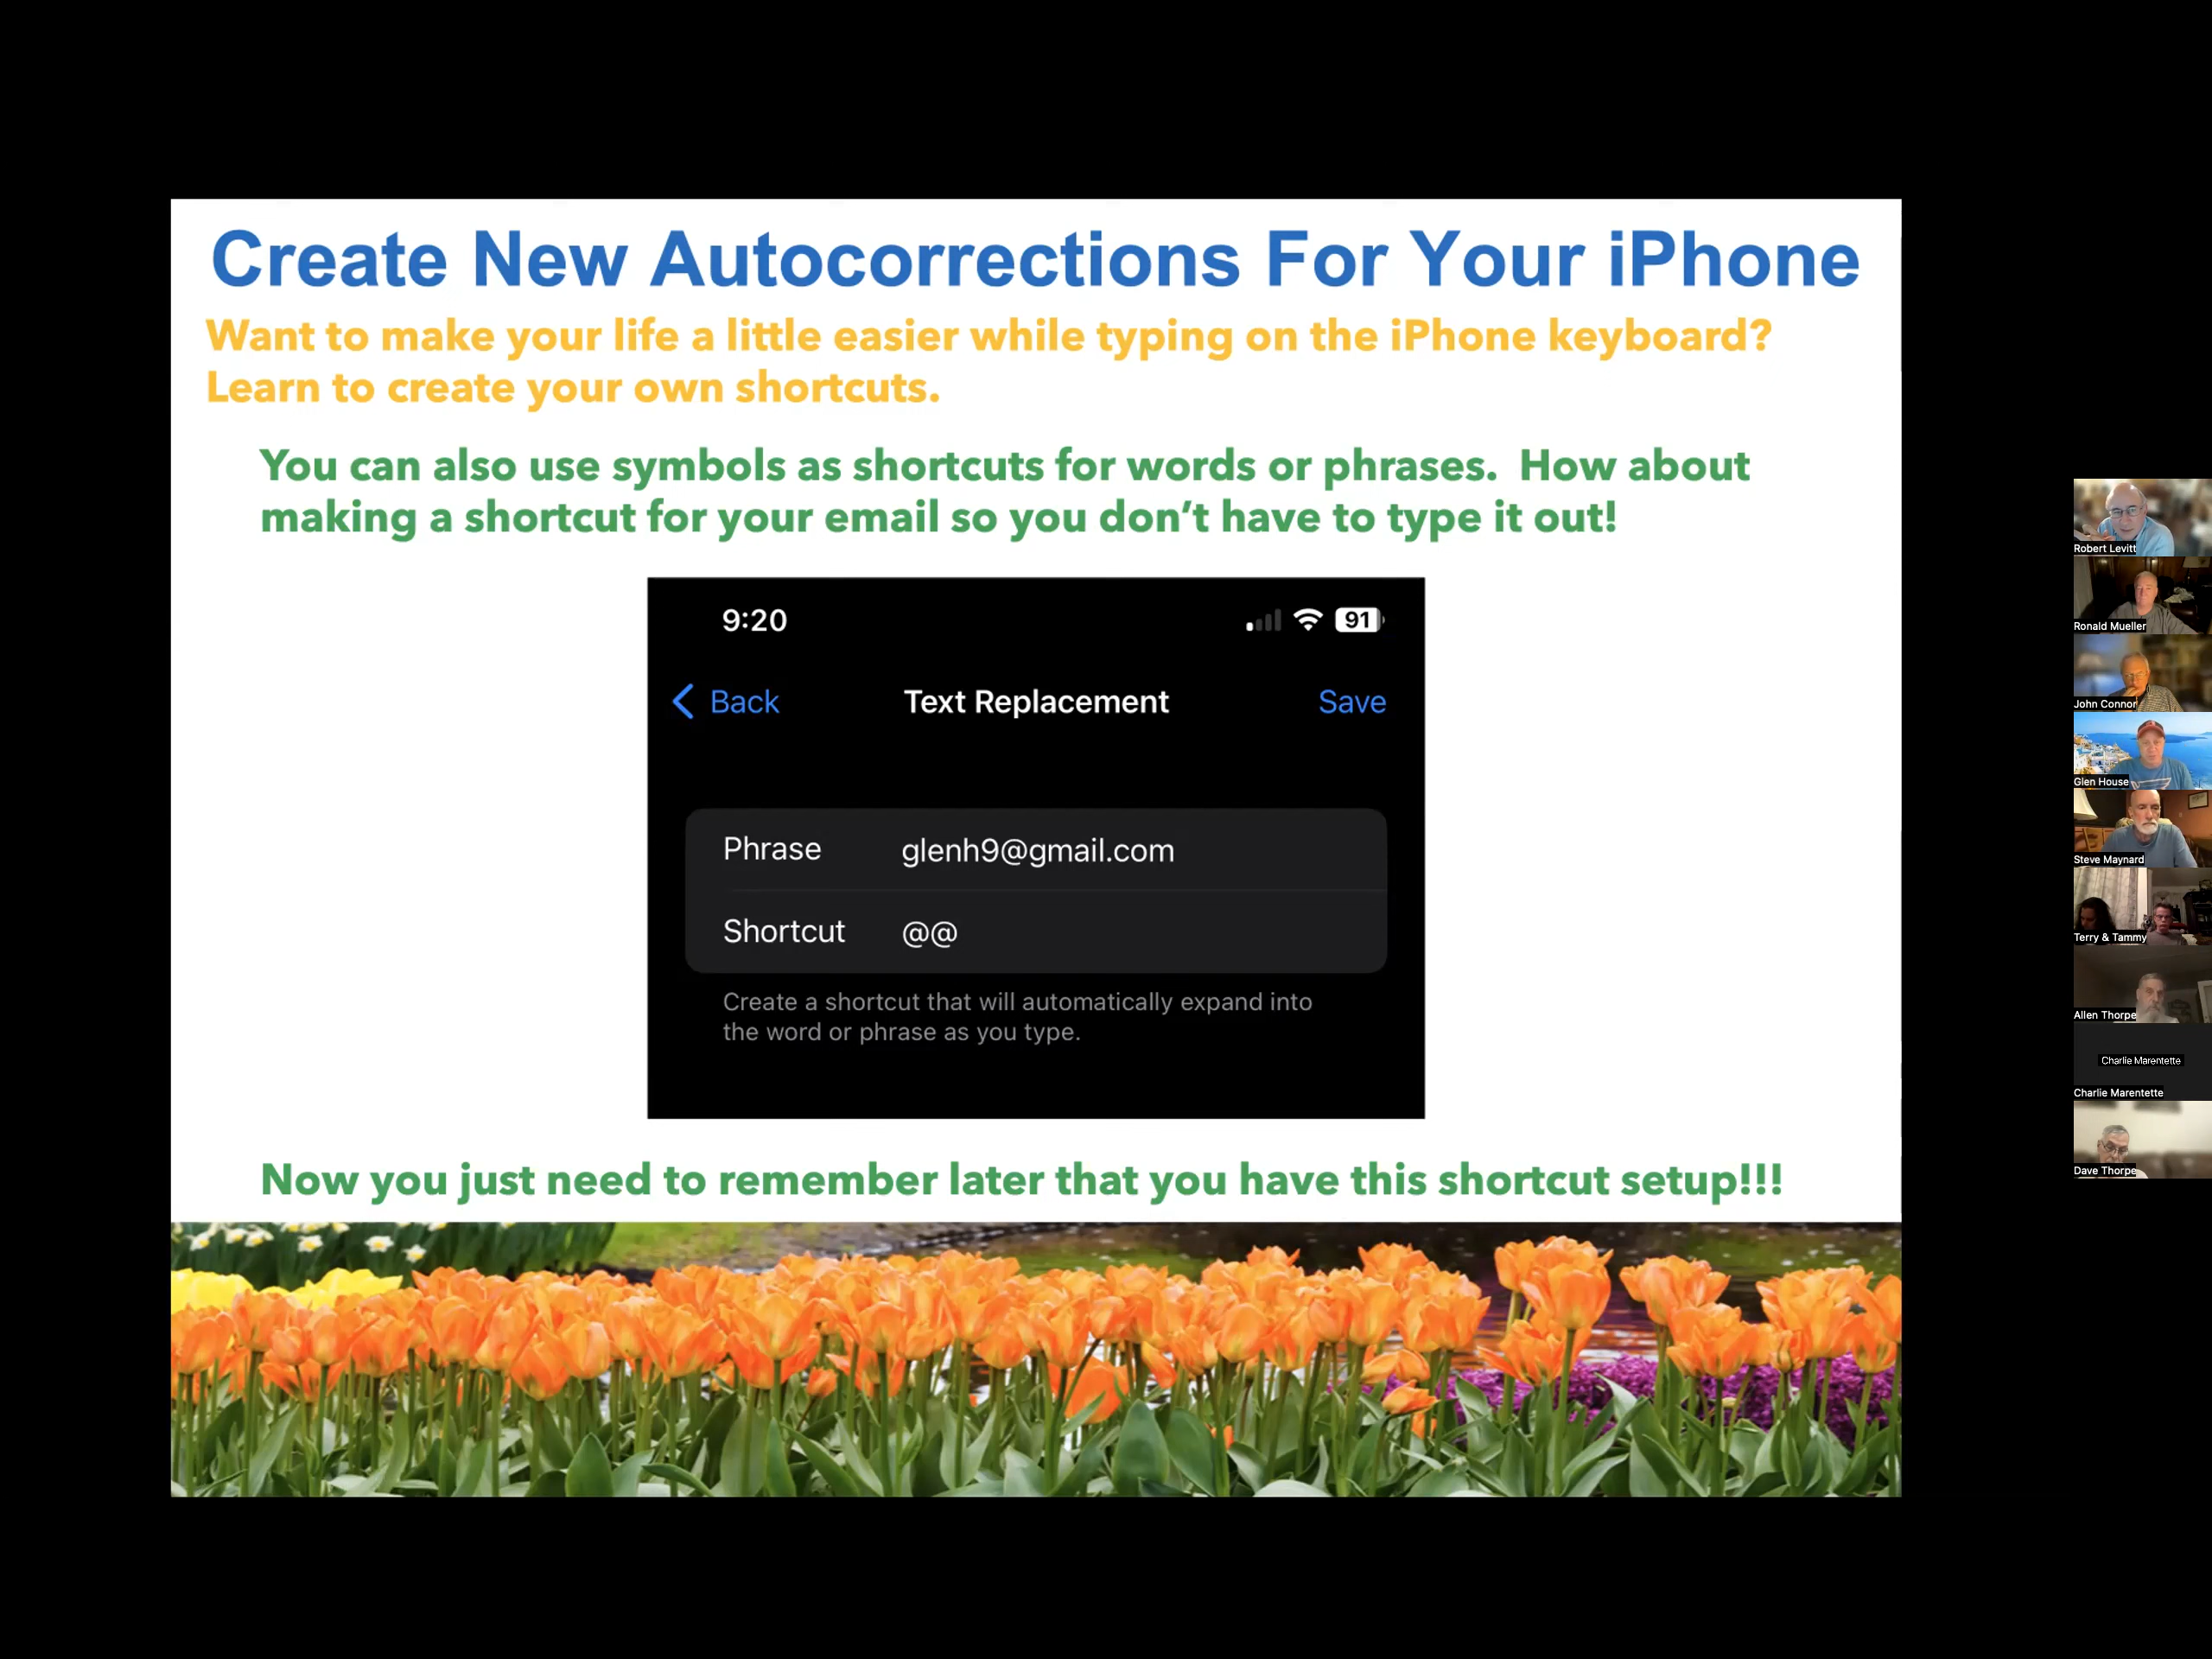 Create New Autocorrections For Your iPhone
Want to make your life a little easier while typing on the iPhone keyboard?
Learn to create your own shortcuts.
You can also use symbols as shortcuts for words or phrases.  How about
making a shortcut for your email so you don't have to type it out!
9:20
91
Back
Text Replacement
Save
Phrase
glenh9@gmail.com
Shortcut
@@
Create a shortcut that will automatically expand into
the word or phrase as you type.
Now you just need to remember later that you have this shortcut setup!!!
Robert Levitt
Ronald Mueller
John Connor
Glen House
Steve Maynard
Terry & Tammy
Allen Thorpe
Charlie Marentette
Charlie Marentette
Dave Thorpe